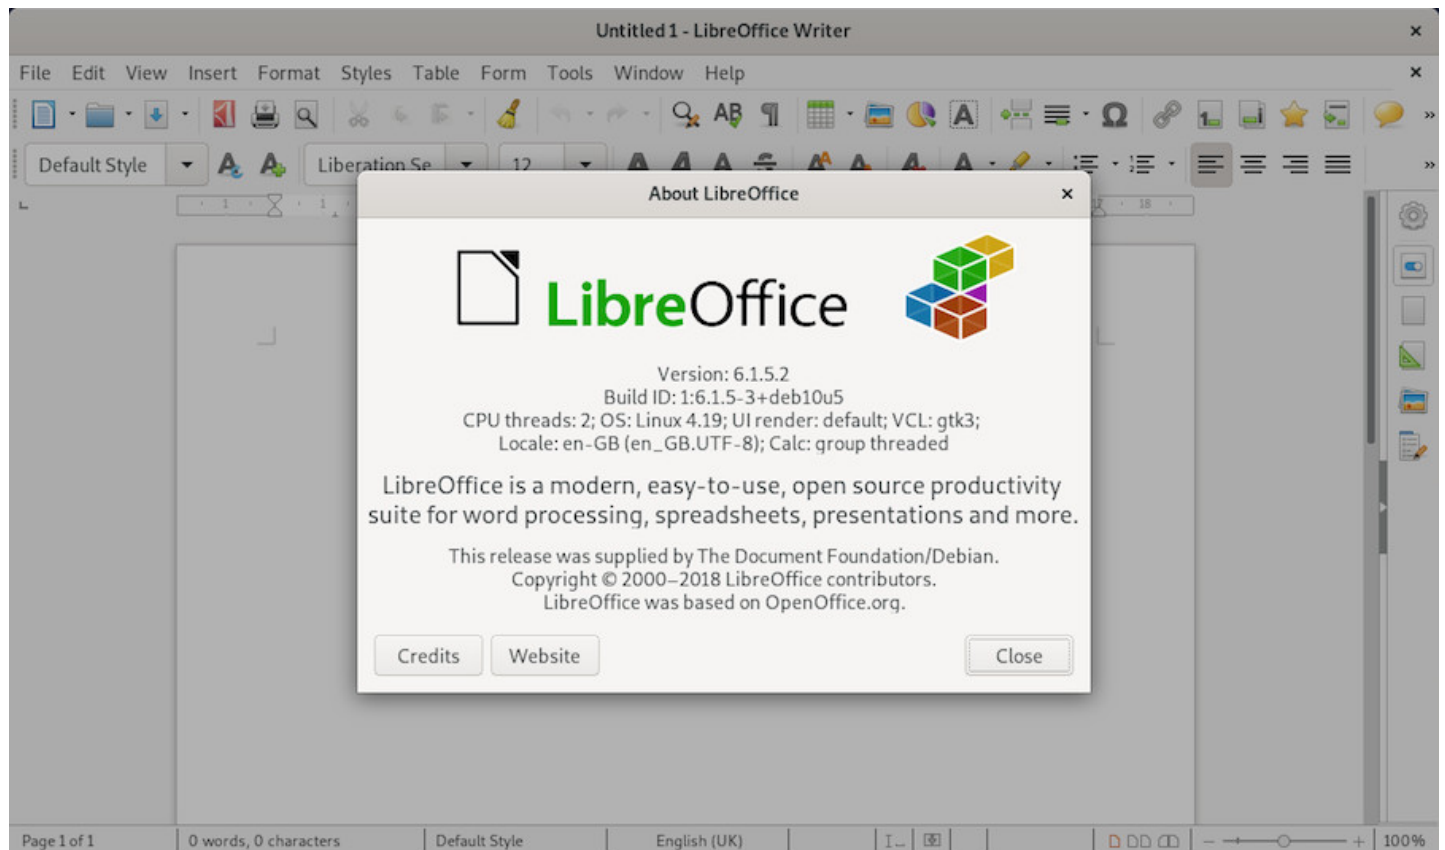 Untitled 1 - LibreOffice Writer
File Edit View Insert Format Styles Table Form Tools Window Help
Default Style Liberation Se 12
1 1 18
About LibreOffice
LibreOffice
Version: 6.1.5.2
Build ID: 1:6.1.5-3+deb10u5
CPU threads: 2; OS: Linux 4.19; UI render: default; VCL: gtk3;
Locale: en-GB (en_GB.UTF-8); Calc: group threaded
LibreOffice is a modern, easy-to-use, open source productivity
suite for word processing, spreadsheets, presentations and more.
This release was supplied by The Document Foundation/Debian.
Copyright © 2000–2018 LibreOffice contributors.
LibreOffice was based on OpenOffice.org.
Credits Website Close
Page 1 of 1 0 words, 0 characters Default Style English (UK) 100%